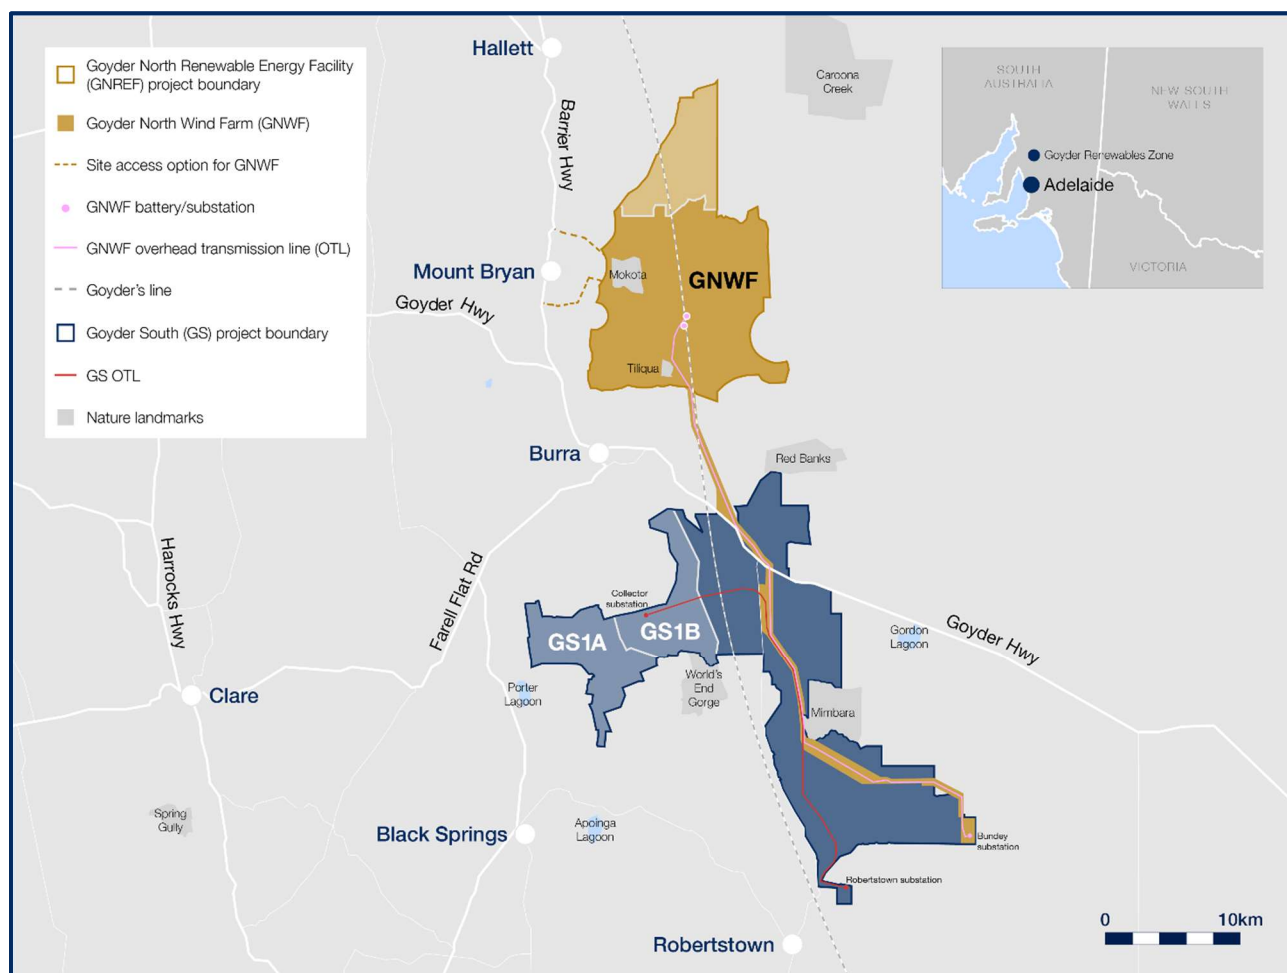 Goyder North Renewable Energy Facility
(GNREF) project boundary
Goyder North Wind Farm (GNWF)
Site access option for GNWF
GNWF battery/substation
GNWF overhead transmission line (OTL)
Goyder's line
Goyder South (GS) project boundary
GS OTL
Nature landmarks
Hallett
Barrier Hwy
Caroona
Creek
SOUTH
AUSTRALIA
NEW SOUTH
WALES
Goyder Renewables Zone
Adelaide
VICTORIA
Mount Bryan
Mokota
GNWF
Goyder Hwy
Tiliqua
Burra
Red Banks
Harrocks Hwy
Farell Flat Rd
Collector
substation
GS1A
GS1B
Gordon
Lagoon
Goyder Hwy
Clare
Porter
Lagoon
World's
End
Gorge
Mimbara
Spring
Gully
Black Springs
Apoinga
Lagoon
Bundey
substation
Robertstown substation
Robertstown
0 10km